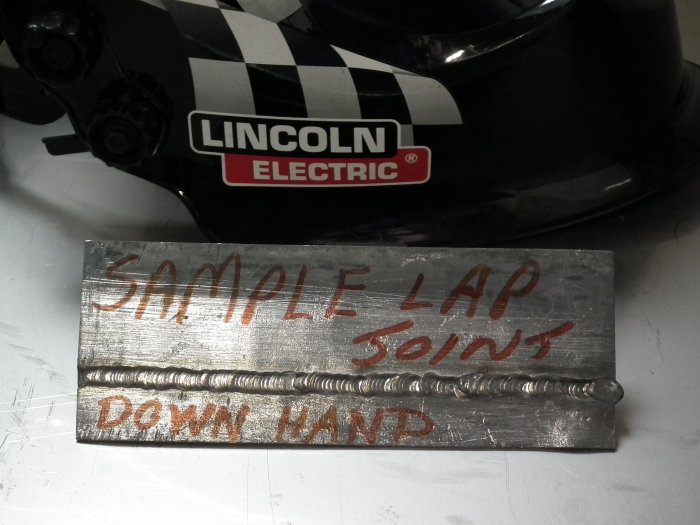 LINCOLN
ELECTRIC ®
SAMPLE LAP
JOINT
DOWN HAND